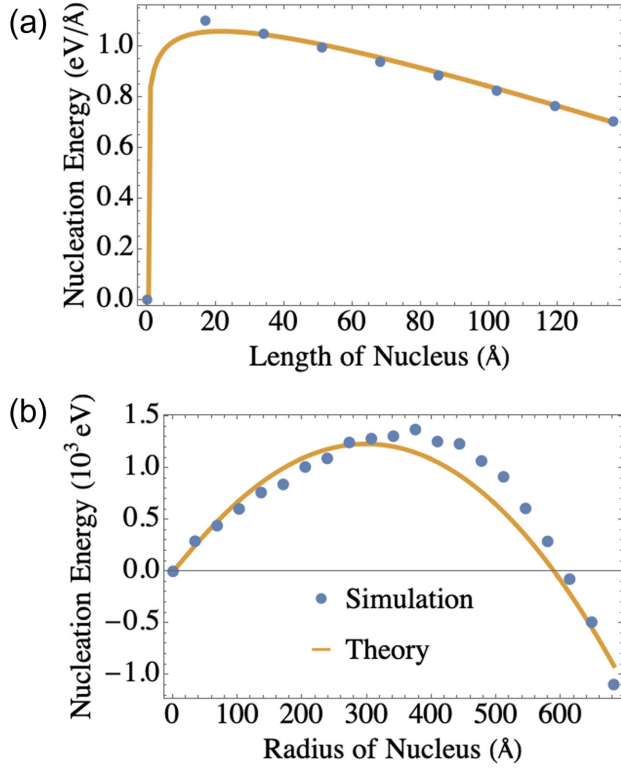 (a)
Nucleation Energy (eV/Å)
1.0
0.8
0.6
0.4
0.2
0.0
0 20 40 60 80 100 120
Length of Nucleus (Å)
(b)
Nucleation Energy (10³ eV)
1.5
1.0
0.5
0.0
−0.5
−1.0
Simulation
Theory
0 100 200 300 400 500 600
Radius of Nucleus (Å)